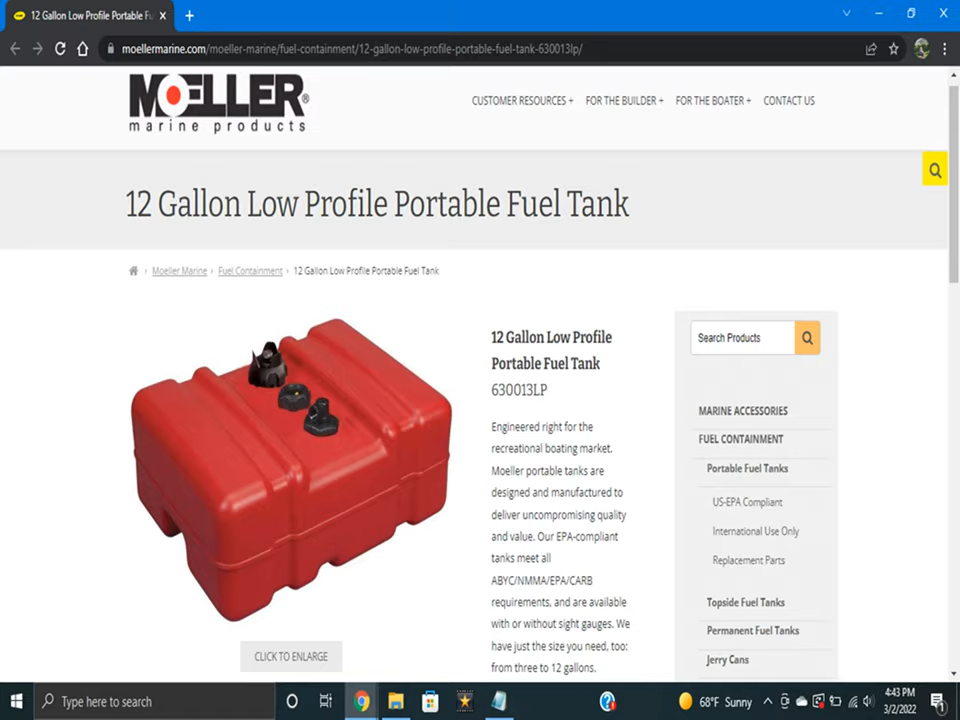 12 Gallon Low Profile Portable Fu
moellermarine.com/moeller-marine/fuel-containment/12-gallon-low-profile-portable-fuel-tank-630013lp/
MOELLER®
marine products
CUSTOMER RESOURCES + FOR THE BUILDER + FOR THE BOATER + CONTACT US
12 Gallon Low Profile Portable Fuel Tank
› Moeller Marine › Fuel Containment › 12 Gallon Low Profile Portable Fuel Tank
12 Gallon Low Profile
Portable Fuel Tank
630013LP
Engineered right for the
recreational boating market.
Moeller portable tanks are
designed and manufactured to
deliver uncompromising quality
and value. Our EPA-compliant
tanks meet all
ABYC/NMMA/EPA/CARB
requirements, and are available
with or without sight gauges. We
have just the size you need, too:
from three to 12 gallons.
CLICK TO ENLARGE
Search Products
MARINE ACCESSORIES
FUEL CONTAINMENT
Portable Fuel Tanks
US-EPA Compliant
International Use Only
Replacement Parts
Topside Fuel Tanks
Permanent Fuel Tanks
Jerry Cans
Type here to search
68°F Sunny
4:43 PM
3/2/2022
1